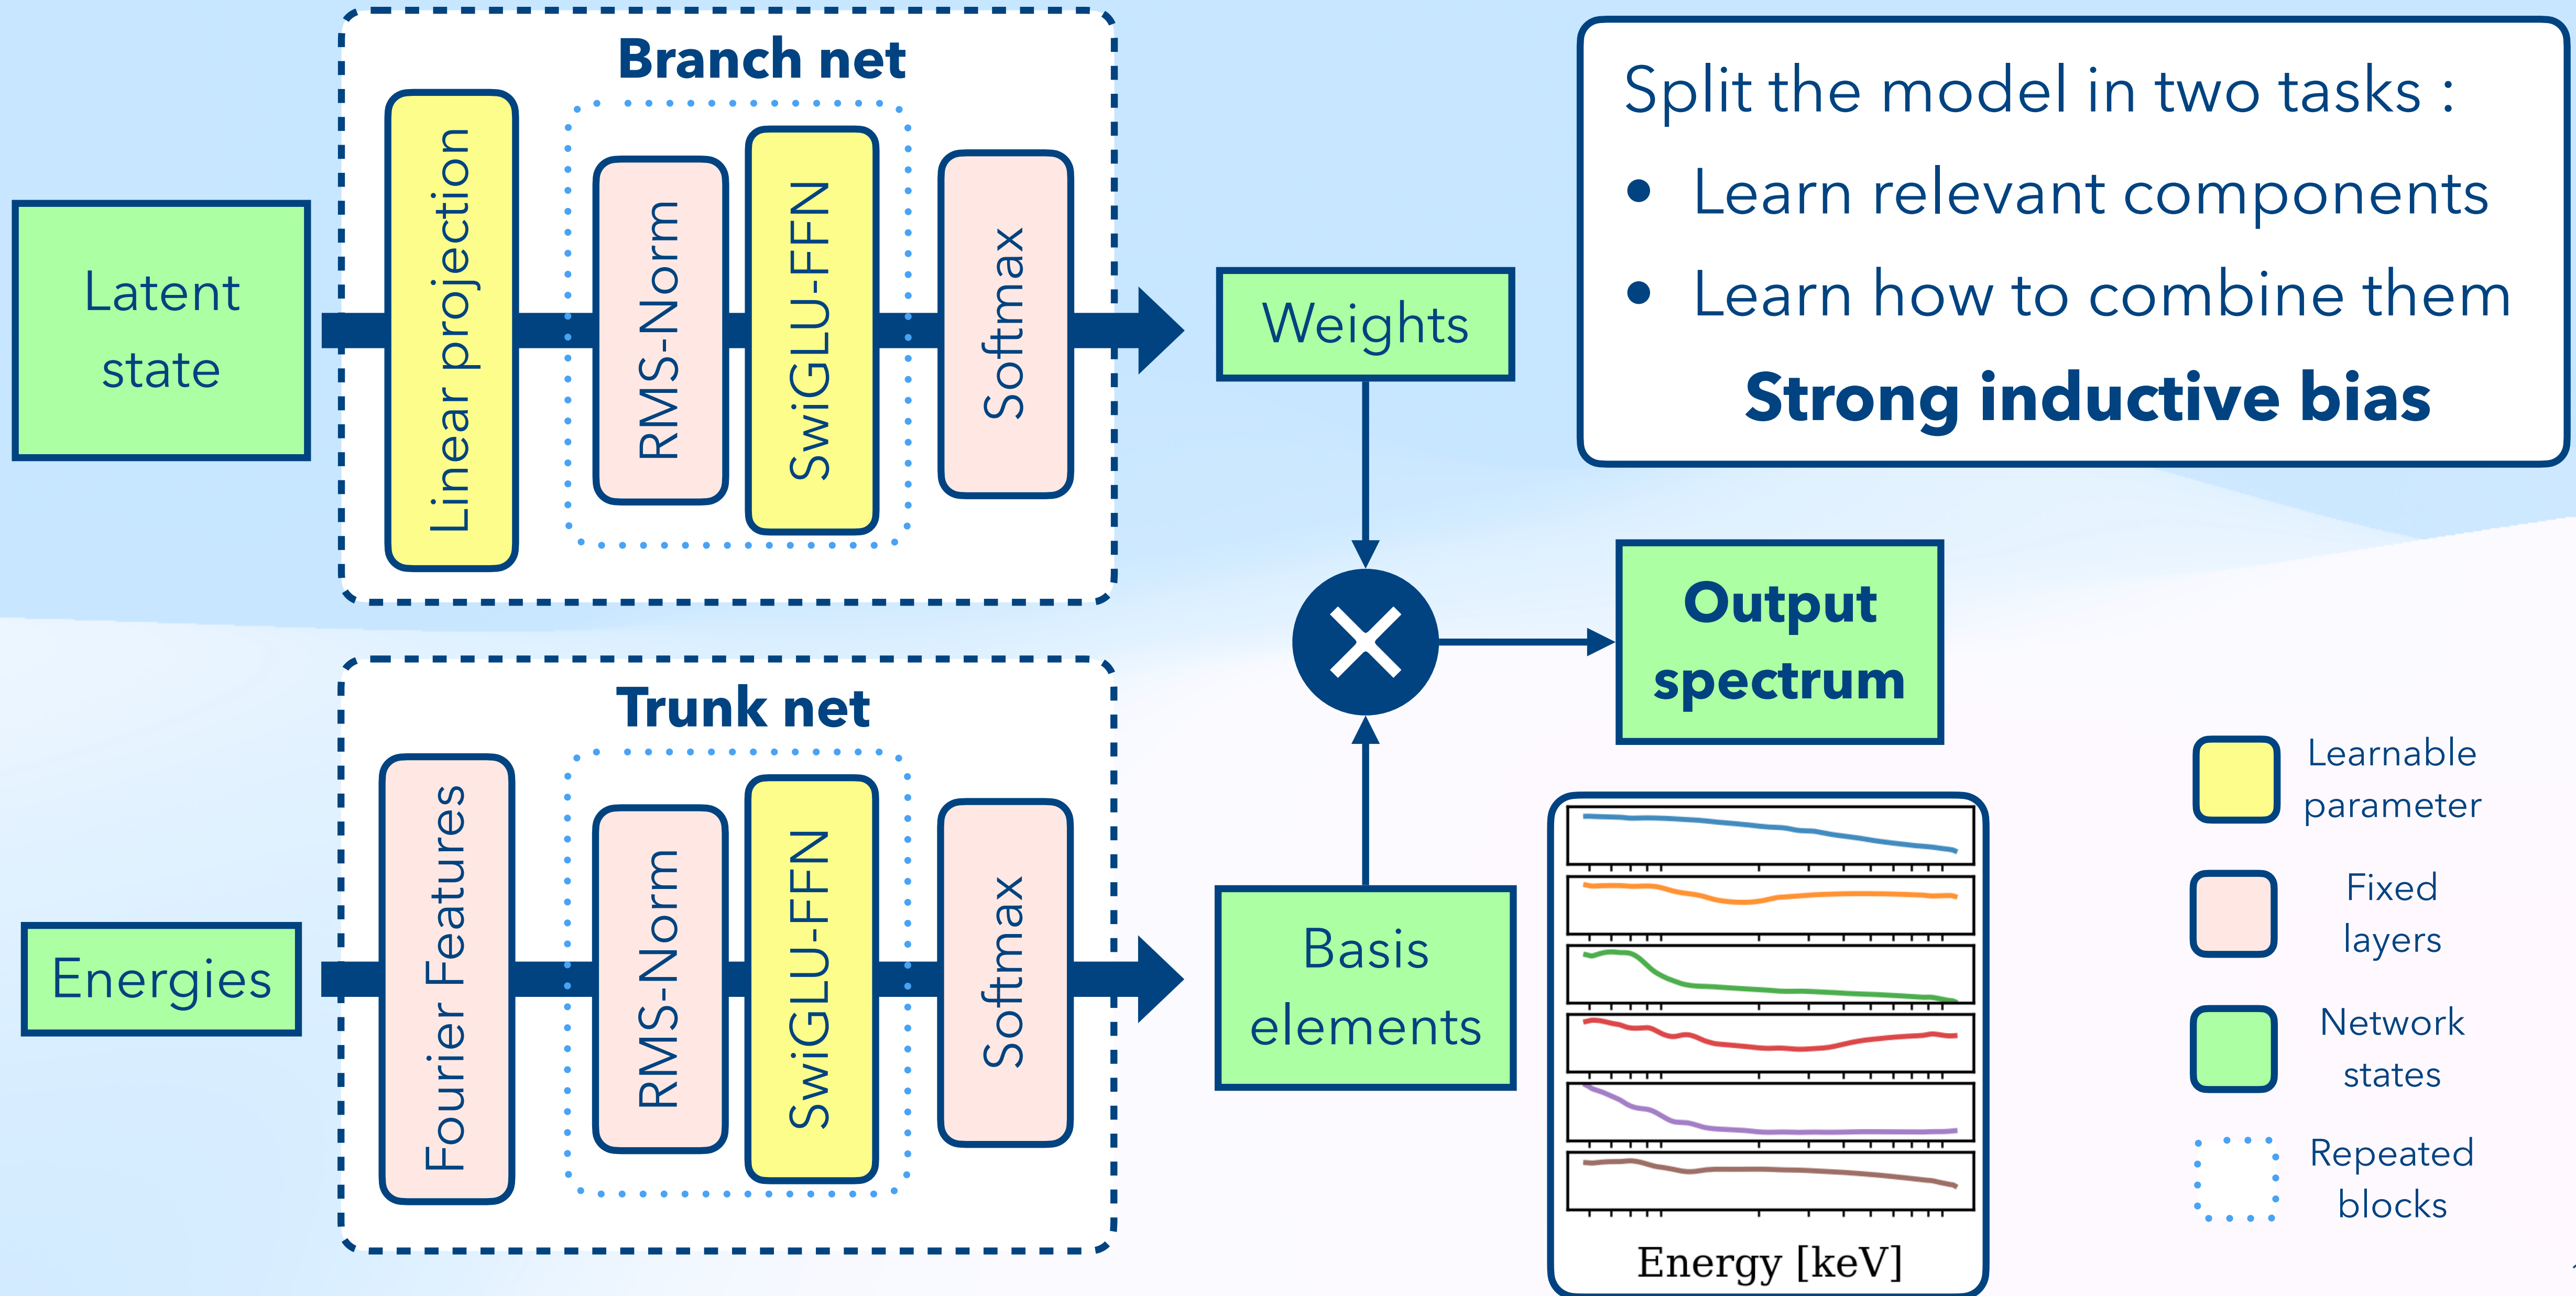 Branch net
Latent
state
Linear projection
RMS-Norm
SwiGLU-FFN
Softmax
Weights
Split the model in two tasks :
• Learn relevant components
• Learn how to combine them
Strong inductive bias
Output
spectrum
Trunk net
Energies
Fourier Features
RMS-Norm
SwiGLU-FFN
Softmax
Basis
elements
Energy [keV]
Learnable
parameter
Fixed
layers
Network
states
Repeated
blocks